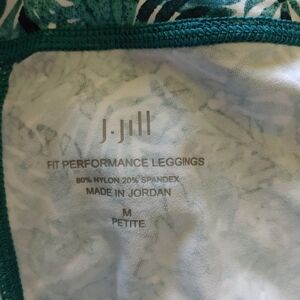 J.Jill
FIT PERFORMANCE LEGGINGS
80% NYLON 20% SPANDEX
MADE IN JORDAN
M
PETITE